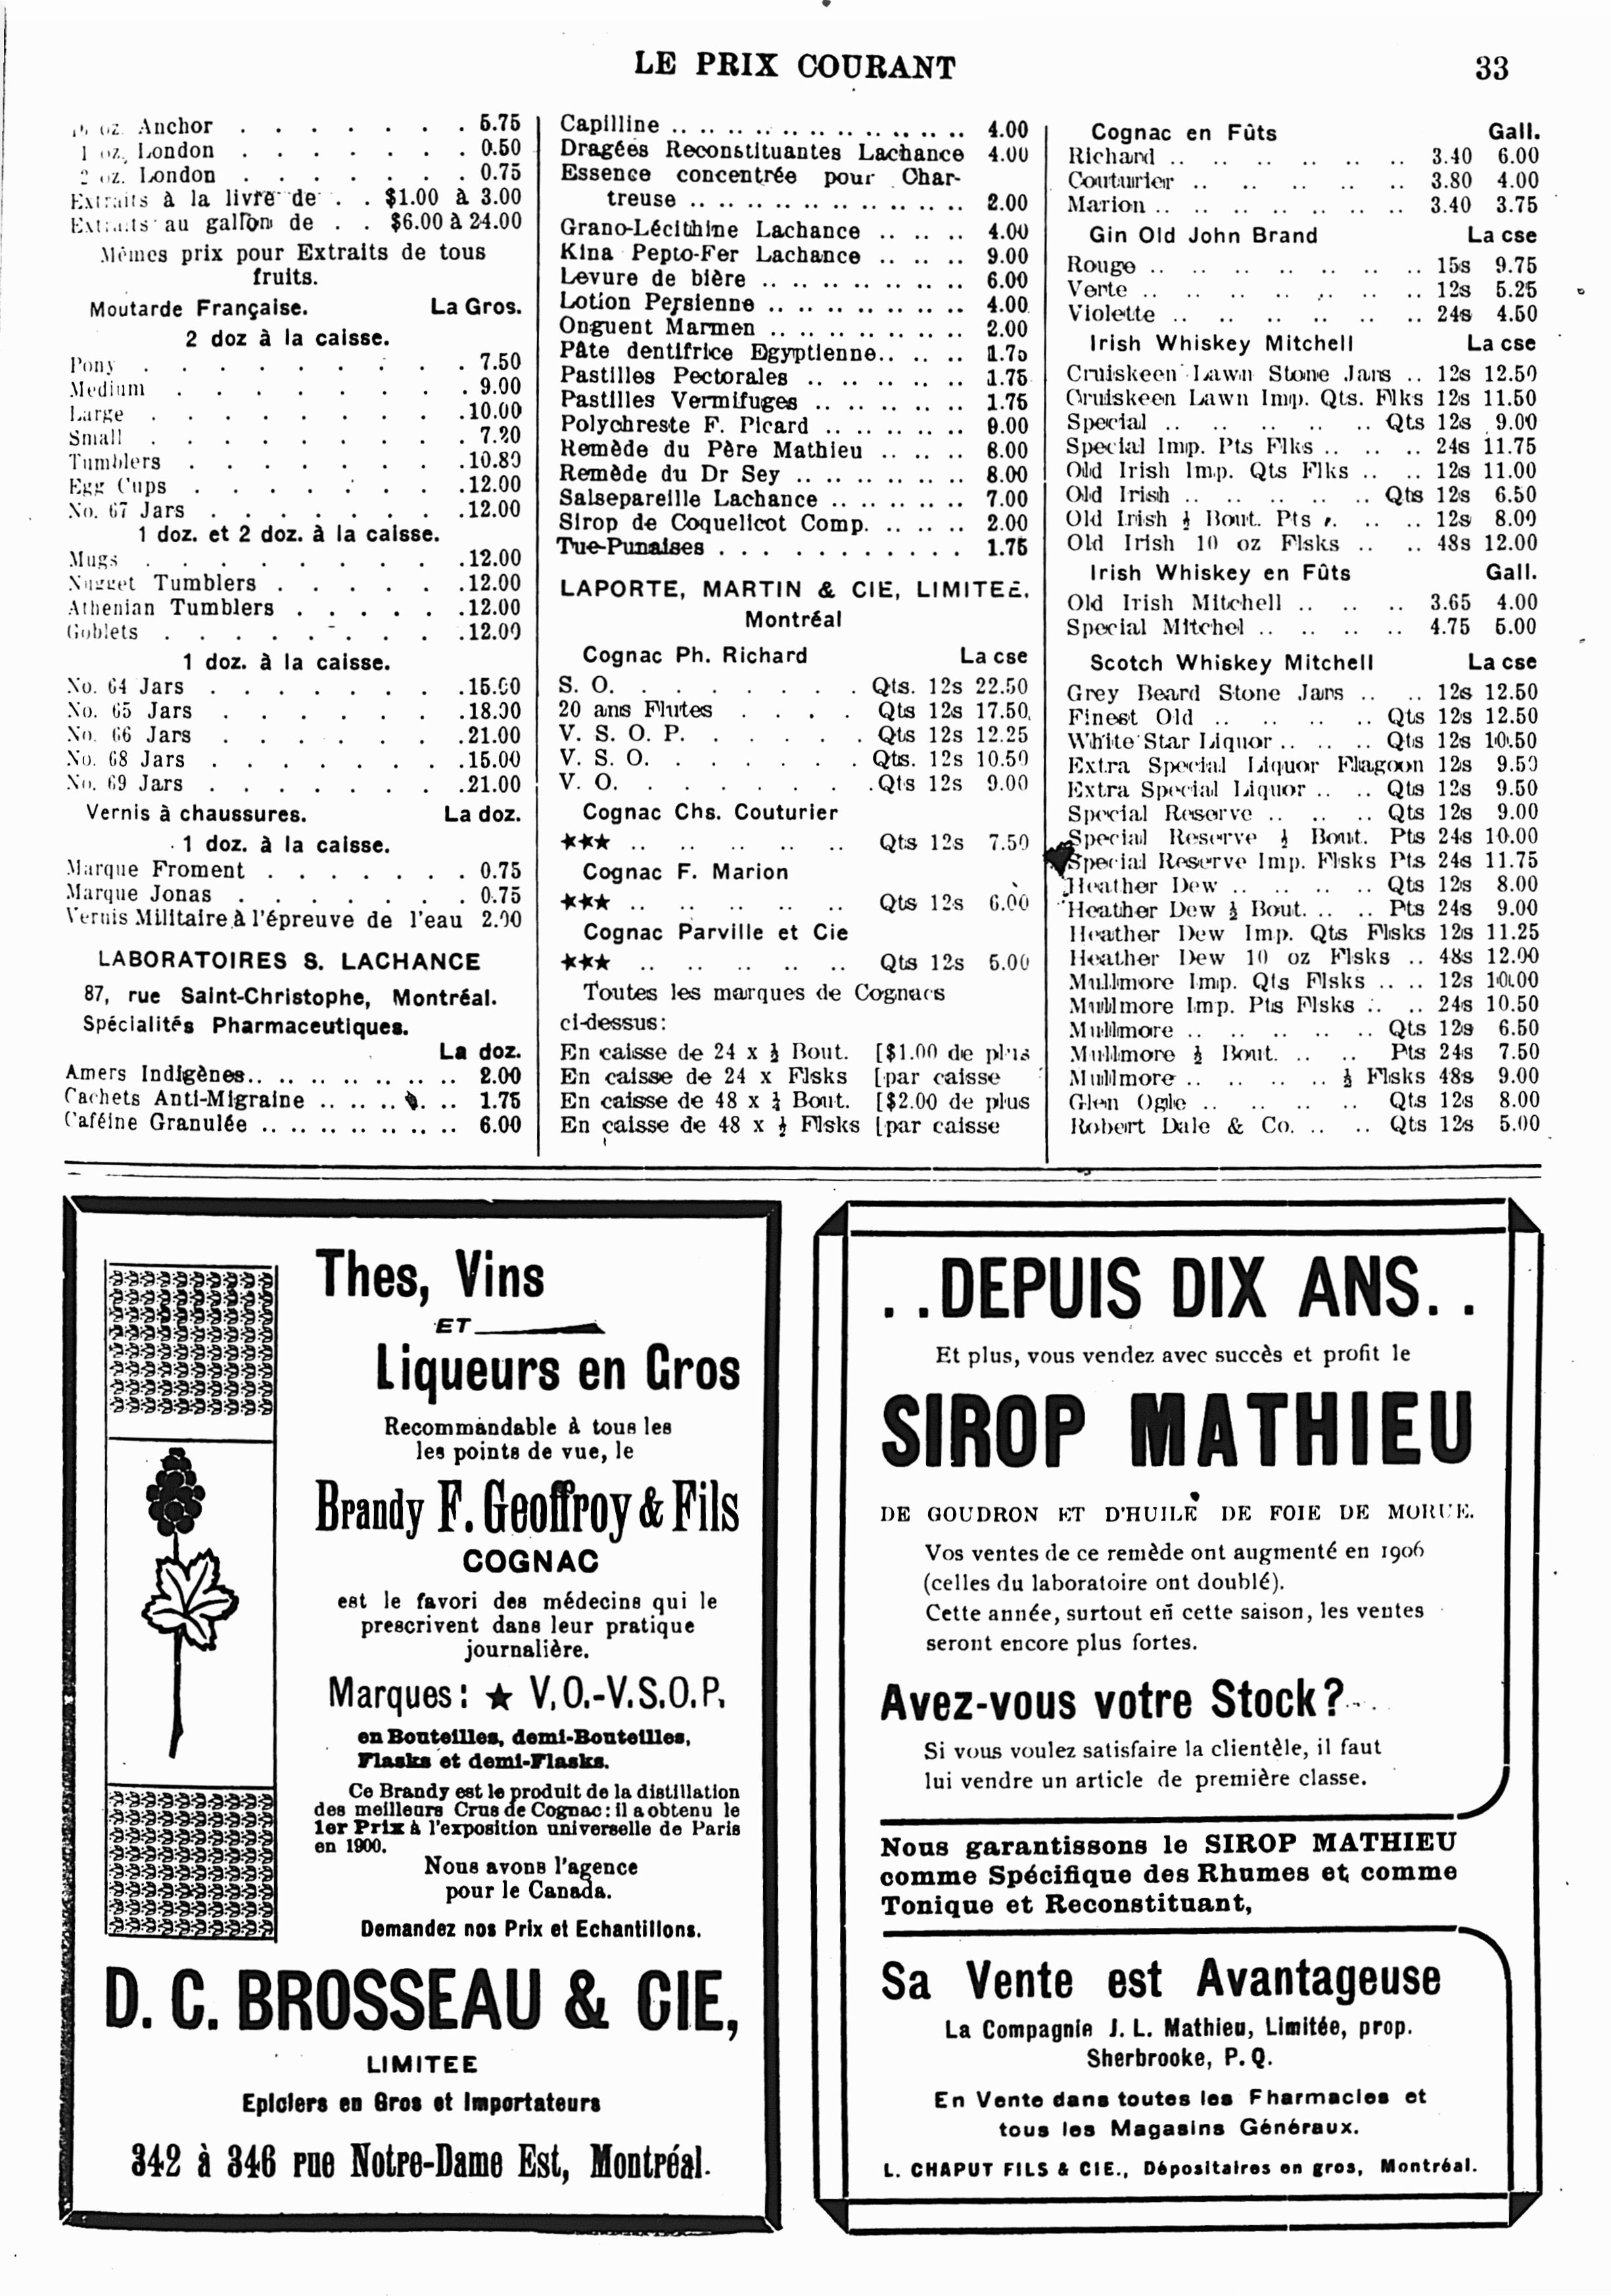 LE PRIX COURANT
33
oz. Anchor . . . . . . . 5.75
1 oz. London . . . . . . . 0.50
2 oz. London . . . . . . . 0.75
Extraits à la livre de . . $1.00 à 3.00
Extraits au gallon de . . $6.00 à 24.00
Mêmes prix pour Extraits de tous
fruits.
Moutarde Française. La Gros.
2 doz à la caisse.
Pony . . . . . . . . 7.50
Medium . . . . . . . 9.00
Large . . . . . . . . 10.00
Small . . . . . . . . 7.20
Tumblers . . . . . . . 10.80
Egg Cups . . . . . . . 12.00
No. 67 Jars . . . . . . . 12.00
1 doz. et 2 doz. à la caisse.
Mugs . . . . . . . . 12.00
Nugget Tumblers . . . . . 12.00
Athenian Tumblers . . . . . 12.00
Goblets . . . . . . . . 12.00
1 doz. à la caisse.
No. 64 Jars . . . . . . . 15.00
No. 65 Jars . . . . . . . 18.00
No. 66 Jars . . . . . . . 21.00
No. 68 Jars . . . . . . . 15.00
No. 69 Jars . . . . . . . 21.00
Vernis à chaussures. La doz.
1 doz. à la caisse.
Marque Froment . . . . . . . 0.75
Marque Jonas . . . . . . . 0.75
Vernis Militaire à l'épreuve de l'eau 2.00
LABORATOIRES S. LACHANCE
87, rue Saint-Christophe, Montréal.
Spécialités Pharmaceutiques.
La doz.
Amers Indigènes.. .. .. .. .. .. .. 2.00
Cachets Anti-Migraine .. .. .. .. 1.75
Caféine Granulée .. .. .. .. .. .. .. 6.00
Capilline .. .. .. .. .. .. .. .. .. .. 4.00
Dragées Reconstituantes Lachance 4.00
Essence concentrée pour Char-
treuse .. .. .. .. .. .. .. .. .. 2.00
Grano-Lécithine Lachance .. .. .. 4.00
Kina Pepto-Fer Lachance .. .. .. 9.00
Levure de bière .. .. .. .. .. .. .. 6.00
Lotion Persienne .. .. .. .. .. .. .. 4.00
Onguent Marmen .. .. .. .. .. .. .. 2.00
Pâte dentifrice Egyptienne.. .. .. 1.75
Pastilles Pectorales .. .. .. .. .. 1.75
Pastilles Vermifuges .. .. .. .. .. 1.75
Polychreste F. Picard .. .. .. .. .. 9.00
Remède du Père Mathieu .. .. .. 8.00
Remède du Dr Sey .. .. .. .. .. .. 8.00
Salsepareille Lachance .. .. .. .. 7.00
Sirop de Coquelicot Comp. .. .. .. 2.00
Tue-Punaises . . . . . . . . . . . 1.75
LAPORTE, MARTIN & CIE, LIMITEE.
Montréal
Cognac Ph. Richard La cse
S. O. . . . . . . . Qts. 12s 22.50
20 ans Flutes . . . . Qts 12s 17.50
V. S. O. P. . . . . . . Qts 12s 12.25
V. S. O. . . . . . . Qts. 12s 10.50
V. O. . . . . . . . Qts 12s 9.00
Cognac Chs. Couturier
★★★ .. .. .. .. .. .. Qts 12s 7.50
Cognac F. Marion
★★★ .. .. .. .. .. .. Qts 12s 6.00
Cognac Parville et Cie
★★★ .. .. .. .. .. .. Qts 12s 5.00
Toutes les marques de Cognacs
ci-dessus:
En caisse de 24 x ½ Bout. [$1.00 de plus
En caisse de 24 x Flsks [par caisse
En caisse de 48 x ¼ Bout. [$2.00 de plus
En caisse de 48 x ½ Flsks [par caisse
Cognac en Fûts Gall.
Richard .. .. .. .. .. .. .. 3.40 6.00
Couturier .. .. .. .. .. .. 3.80 4.00
Marion .. .. .. .. .. .. .. 3.40 3.75
Gin Old John Brand La cse
Rouge .. .. .. .. .. .. .. 15s 9.75
Verte .. .. .. .. .. .. .. 12s 5.25
Violette .. .. .. .. .. .. .. 24s 4.50
Irish Whiskey Mitchell La cse
Cruiskeen Lawn Stone Jars .. 12s 12.50
Cruiskeen Lawn Imp. Qts. Flks 12s 11.50
Special .. .. .. .. .. Qts 12s 9.00
Special Imp. Pts Flks .. .. .. 24s 11.75
Old Irish Imp. Qts Flks .. .. 12s 11.00
Old Irish .. .. .. .. .. Qts 12s 6.50
Old Irish ½ Bout. Pts .. .. .. 12s 8.00
Old Irish 10 oz Flsks .. .. 48s 12.00
Irish Whiskey en Fûts Gall.
Old Irish Mitchell .. .. .. 3.65 4.00
Special Mitchel .. .. .. .. 4.75 5.00
Scotch Whiskey Mitchell La cse
Grey Beard Stone Jars .. .. 12s 12.50
Finest Old .. .. .. .. Qts 12s 12.50
White Star Liquor .. .. .. Qts 12s 10.50
Extra Special Liquor Flagoon 12s 9.50
Extra Special Liquor .. .. Qts 12s 9.50
Special Reserve .. .. .. Qts 12s 9.00
Special Reserve ½ Bout. Pts 24s 10.00
Special Reserve Imp. Flsks Pts 24s 11.75
Heather Dew .. .. .. .. Qts 12s 8.00
Heather Dew ½ Bout. .. .. Pts 24s 9.00
Heather Dew Imp. Qts Flsks 12s 11.25
Heather Dew 10 oz Flsks .. 48s 12.00
Mullmore Imp. Qts Flsks .. .. 12s 10.00
Mullmore Imp. Pts Flsks .. .. 24s 10.50
Mullmore .. .. .. .. .. Qts 12s 6.50
Mullmore ½ Bout. .. .. Pts 24s 7.50
Mullmore .. .. .. .. .. ½ Flsks 48s 9.00
Glen Ogle .. .. .. .. Qts 12s 8.00
Robert Dale & Co. .. .. Qts 12s 5.00
Thes, Vins
ET
Liqueurs en Gros
Recommandable à tous les
les points de vue, le
Brandy F. Geoffroy & Fils
COGNAC
est le favori des médecins qui le
prescrivent dans leur pratique
journalière.
Marques: ★ V.O.-V.S.O.P.
en Bouteilles, demi-Bouteilles,
Flasks et demi-Flasks.
Ce Brandy est le produit de la distillation
des meilleurs Crus de Cognac: il a obtenu le
1er Prix à l'exposition universelle de Paris
en 1900.
Nous avons l'agence
pour le Canada.
Demandez nos Prix et Echantillons.
D. C. BROSSEAU & CIE,
LIMITEE
Epiciers en Gros et Importateurs
342 à 346 rue Notre-Dame Est, Montréal.
..DEPUIS DIX ANS..
Et plus, vous vendez avec succès et profit le
SIROP MATHIEU
DE GOUDRON ET D'HUILE DE FOIE DE MORUE.
Vos ventes de ce remède ont augmenté en 1906
(celles du laboratoire ont doublé).
Cette année, surtout en cette saison, les ventes
seront encore plus fortes.
Avez-vous votre Stock?
Si vous voulez satisfaire la clientèle, il faut
lui vendre un article de première classe.
Nous garantissons le SIROP MATHIEU
comme Spécifique des Rhumes et comme
Tonique et Reconstituant,
Sa Vente est Avantageuse
La Compagnie J. L. Mathieu, Limitée, prop.
Sherbrooke, P. Q.
En Vente dans toutes les Fharmacies et
tous les Magasins Généraux.
L. CHAPUT FILS & CIE., Dépositaires en gros, Montréal.